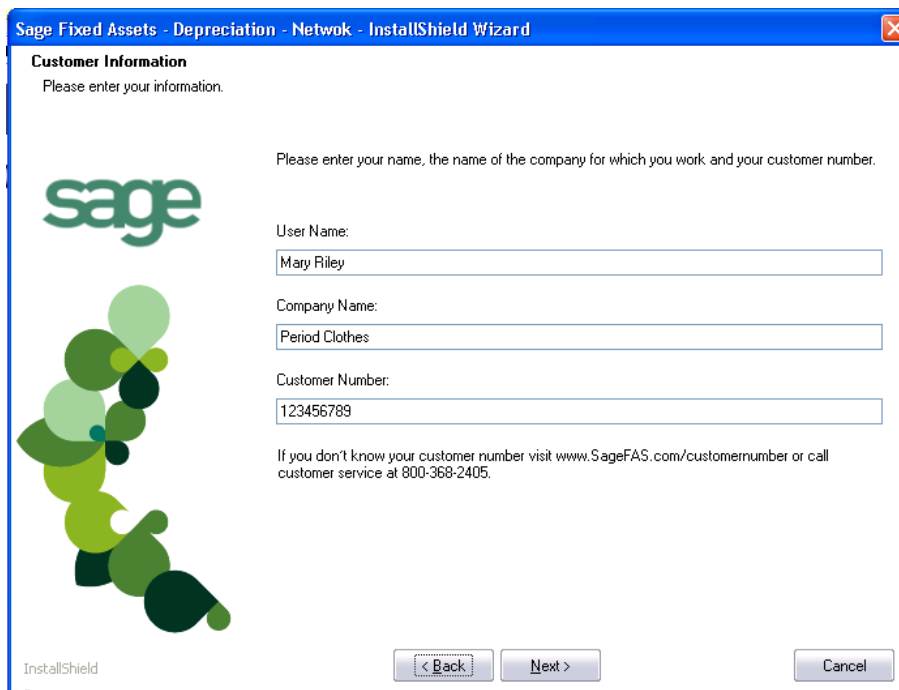 Sage Fixed Assets - Depreciation - Netwok - InstallShield Wizard
Customer Information
Please enter your information.
Please enter your name, the name of the company for which you work and your customer number.
sage
User Name:
Mary Riley
Company Name:
Period Clothes
Customer Number:
123456789
If you don't know your customer number visit www.SageFAS.com/customernumber or call
customer service at 800-368-2405.
InstallShield
< Back
Next >
Cancel